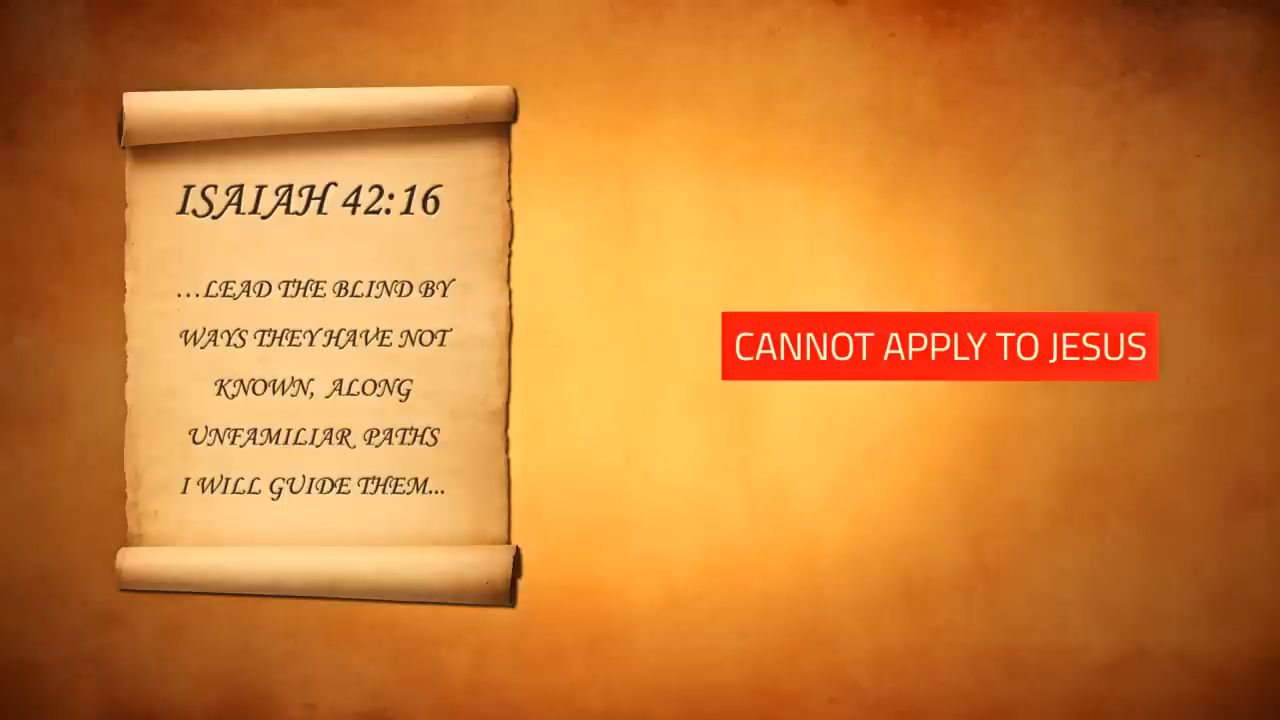 ISAIAH 42:16
...LEAD THE BLIND BY
WAYS THEY HAVE NOT
KNOWN, ALONG
UNFAMILIAR PATHS
I WILL GUIDE THEM...
CANNOT APPLY TO JESUS